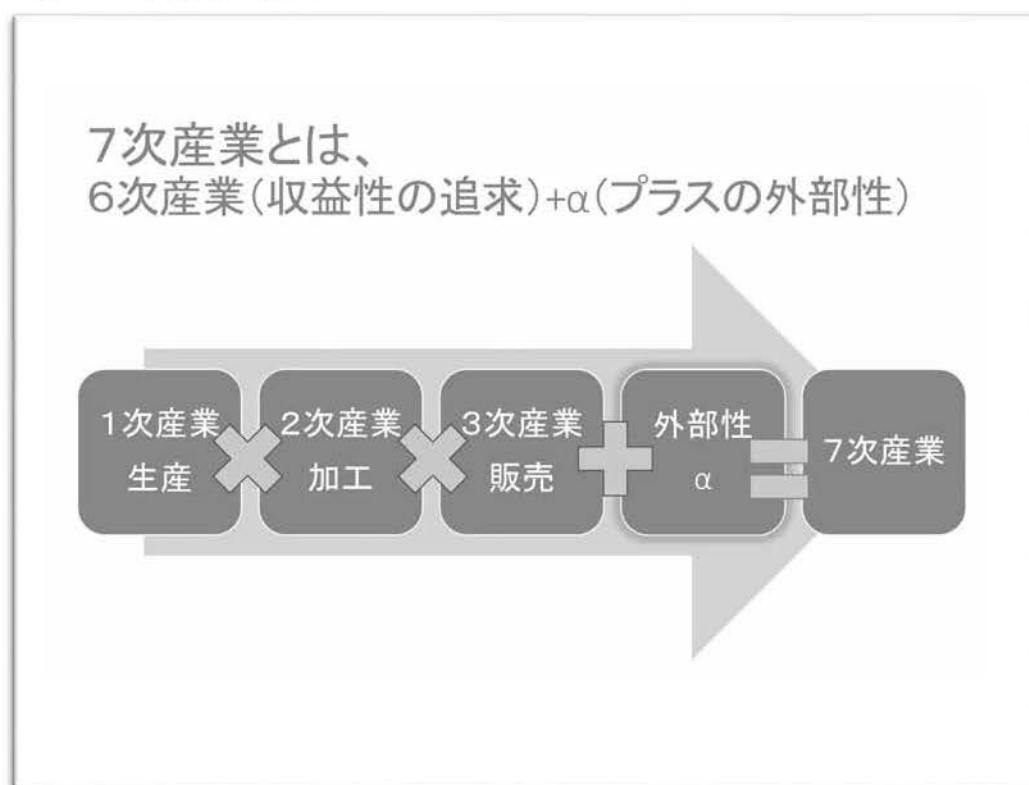 7次産業とは、
6次産業(収益性の追求)+α(プラスの外部性)
1次産業
生産
2次産業
加工
3次産業
販売
外部性
α
7次産業